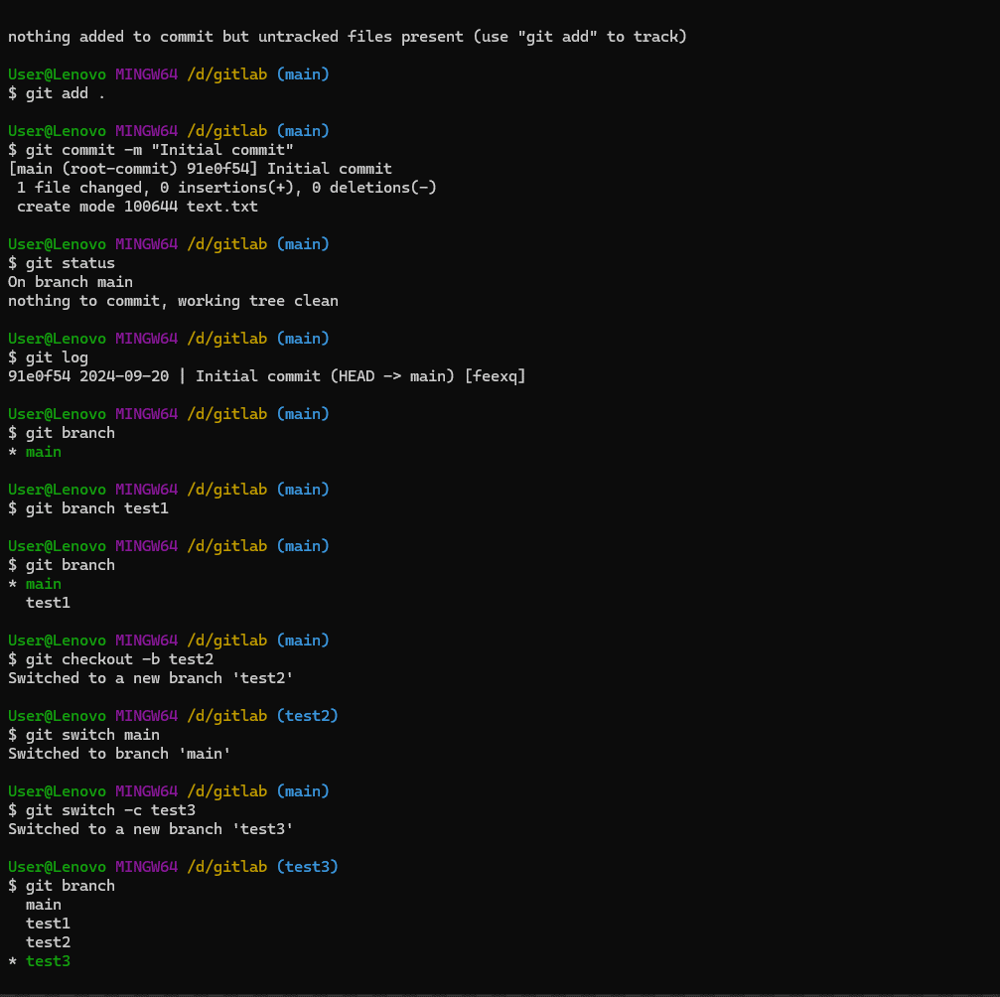 nothing added to commit but untracked files present (use "git add" to track)
User@Lenovo MINGW64 /d/gitlab (main)
$ git add .
User@Lenovo MINGW64 /d/gitlab (main)
$ git commit -m "Initial commit"
[main (root-commit) 91e0f54] Initial commit
 1 file changed, 0 insertions(+), 0 deletions(-)
 create mode 100644 text.txt
User@Lenovo MINGW64 /d/gitlab (main)
$ git status
On branch main
nothing to commit, working tree clean
User@Lenovo MINGW64 /d/gitlab (main)
$ git log
91e0f54 2024-09-20 | Initial commit (HEAD -> main) [feexq]
User@Lenovo MINGW64 /d/gitlab (main)
$ git branch
* main
User@Lenovo MINGW64 /d/gitlab (main)
$ git branch test1
User@Lenovo MINGW64 /d/gitlab (main)
$ git branch
* main
  test1
User@Lenovo MINGW64 /d/gitlab (main)
$ git checkout -b test2
Switched to a new branch 'test2'
User@Lenovo MINGW64 /d/gitlab (test2)
$ git switch main
Switched to branch 'main'
User@Lenovo MINGW64 /d/gitlab (main)
$ git switch -c test3
Switched to a new branch 'test3'
User@Lenovo MINGW64 /d/gitlab (test3)
$ git branch
  main
  test1
  test2
* test3